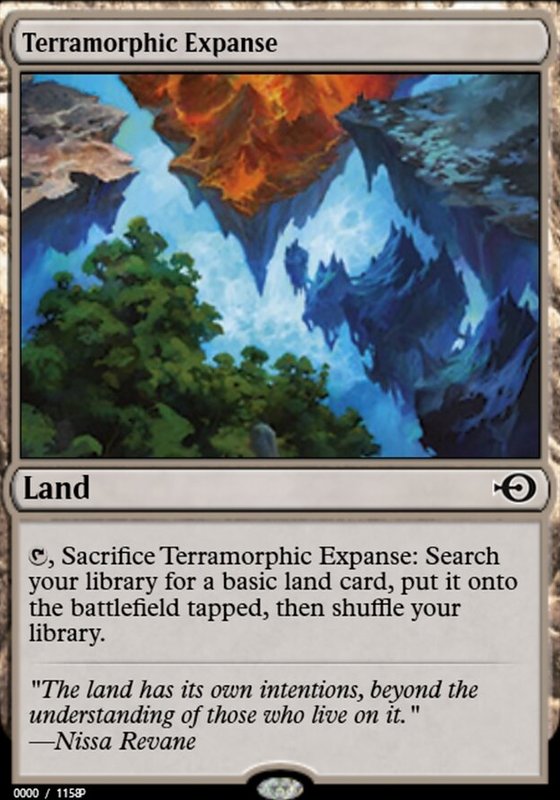 Terramorphic Expanse
Land
, Sacrifice Terramorphic Expanse: Search
your library for a basic land card, put it onto
the battlefield tapped, then shuffle your
library.
"The land has its own intentions, beyond the
understanding of those who live on it."
—Nissa Revane
0000 / 1158P